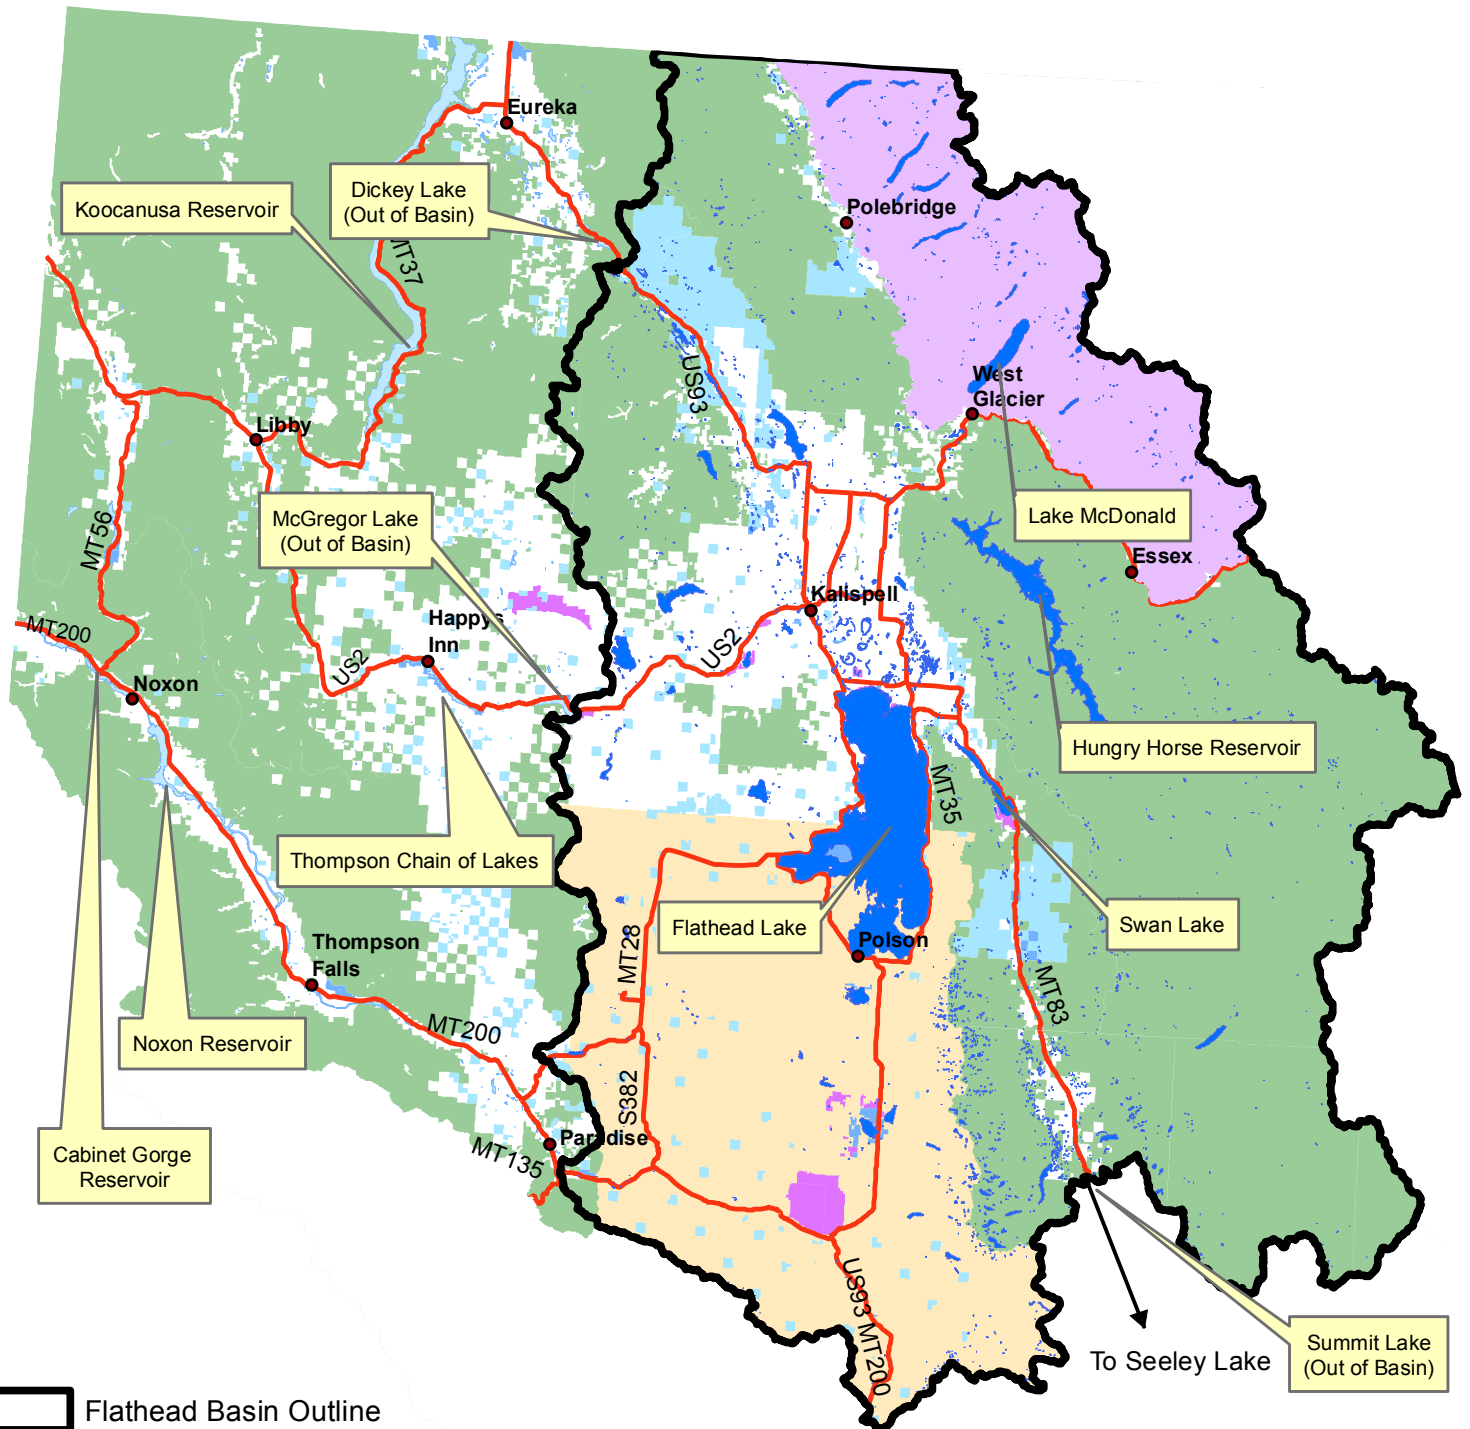 Eureka
Dickey Lake
(Out of Basin)
Koocanusa Reservoir
Polebridge
MT37
US93
West
Glacier
Libby
Lake McDonald
McGregor Lake
(Out of Basin)
MT56
Essex
Kalispell
Happys
Inn
MT200
US2
US2
Noxon
Hungry Horse Reservoir
MT35
Thompson Chain of Lakes
Flathead Lake
Swan Lake
Polson
MT28
Thompson
Falls
MT83
MT200
Noxon Reservoir
S382
Paradise
MT135
Cabinet Gorge
Reservoir
US93 MT200
To Seeley Lake
Summit Lake
(Out of Basin)
Flathead Basin Outline